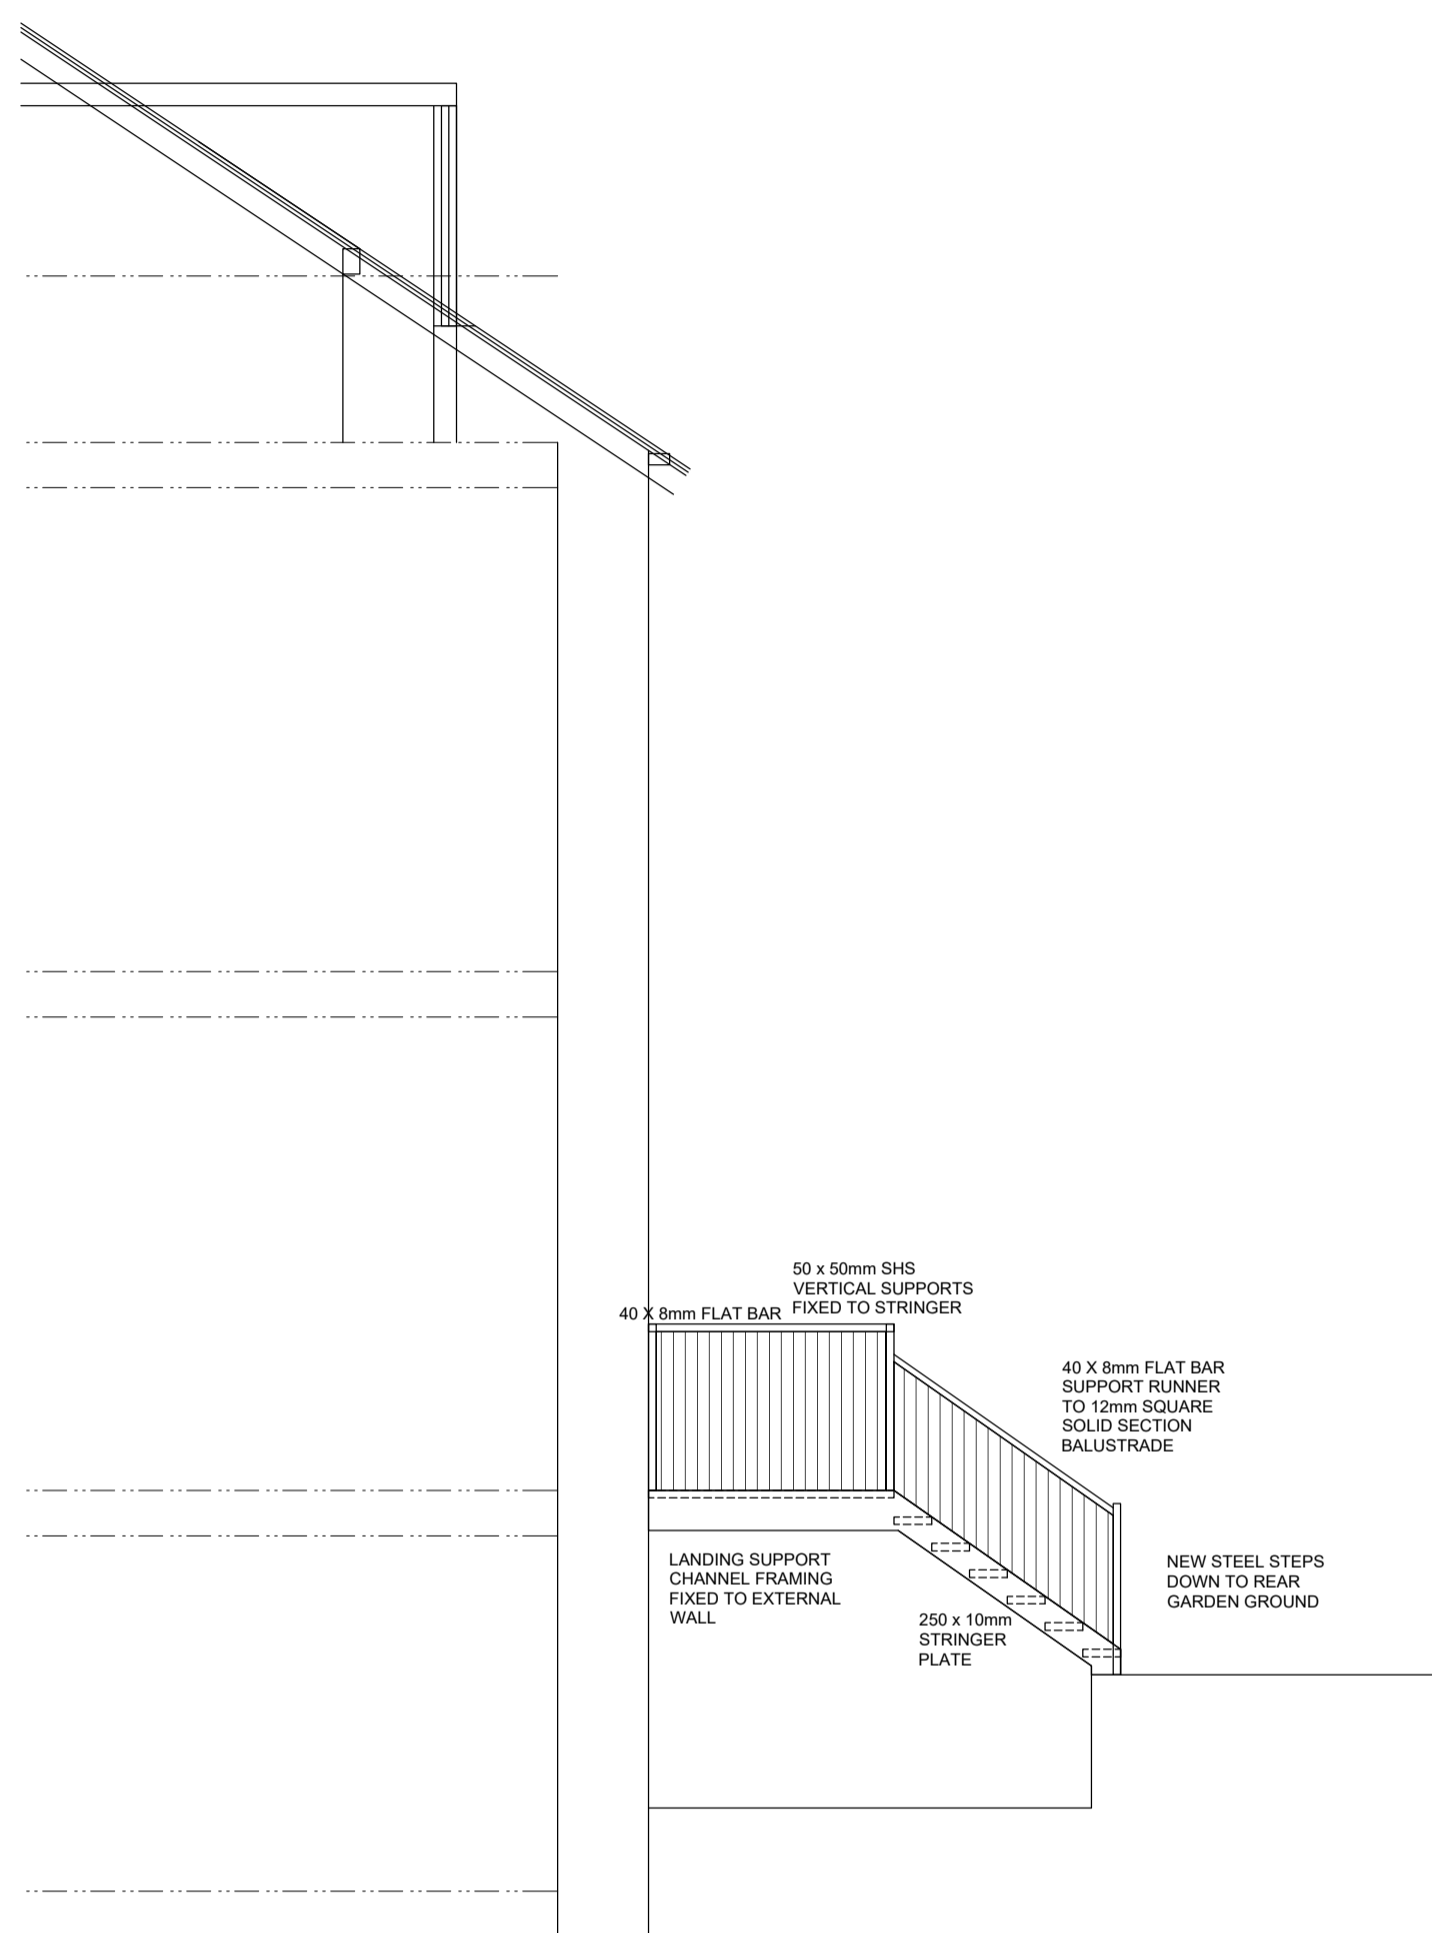 50 x 50mm SHS
VERTICAL SUPPORTS
FIXED TO STRINGER
40 X 8mm FLAT BAR
40 X 8mm FLAT BAR
SUPPORT RUNNER
TO 12mm SQUARE
SOLID SECTION
BALUSTRADE
LANDING SUPPORT
CHANNEL FRAMING
FIXED TO EXTERNAL
WALL
250 x 10mm
STRINGER
PLATE
NEW STEEL STEPS
DOWN TO REAR
GARDEN GROUND